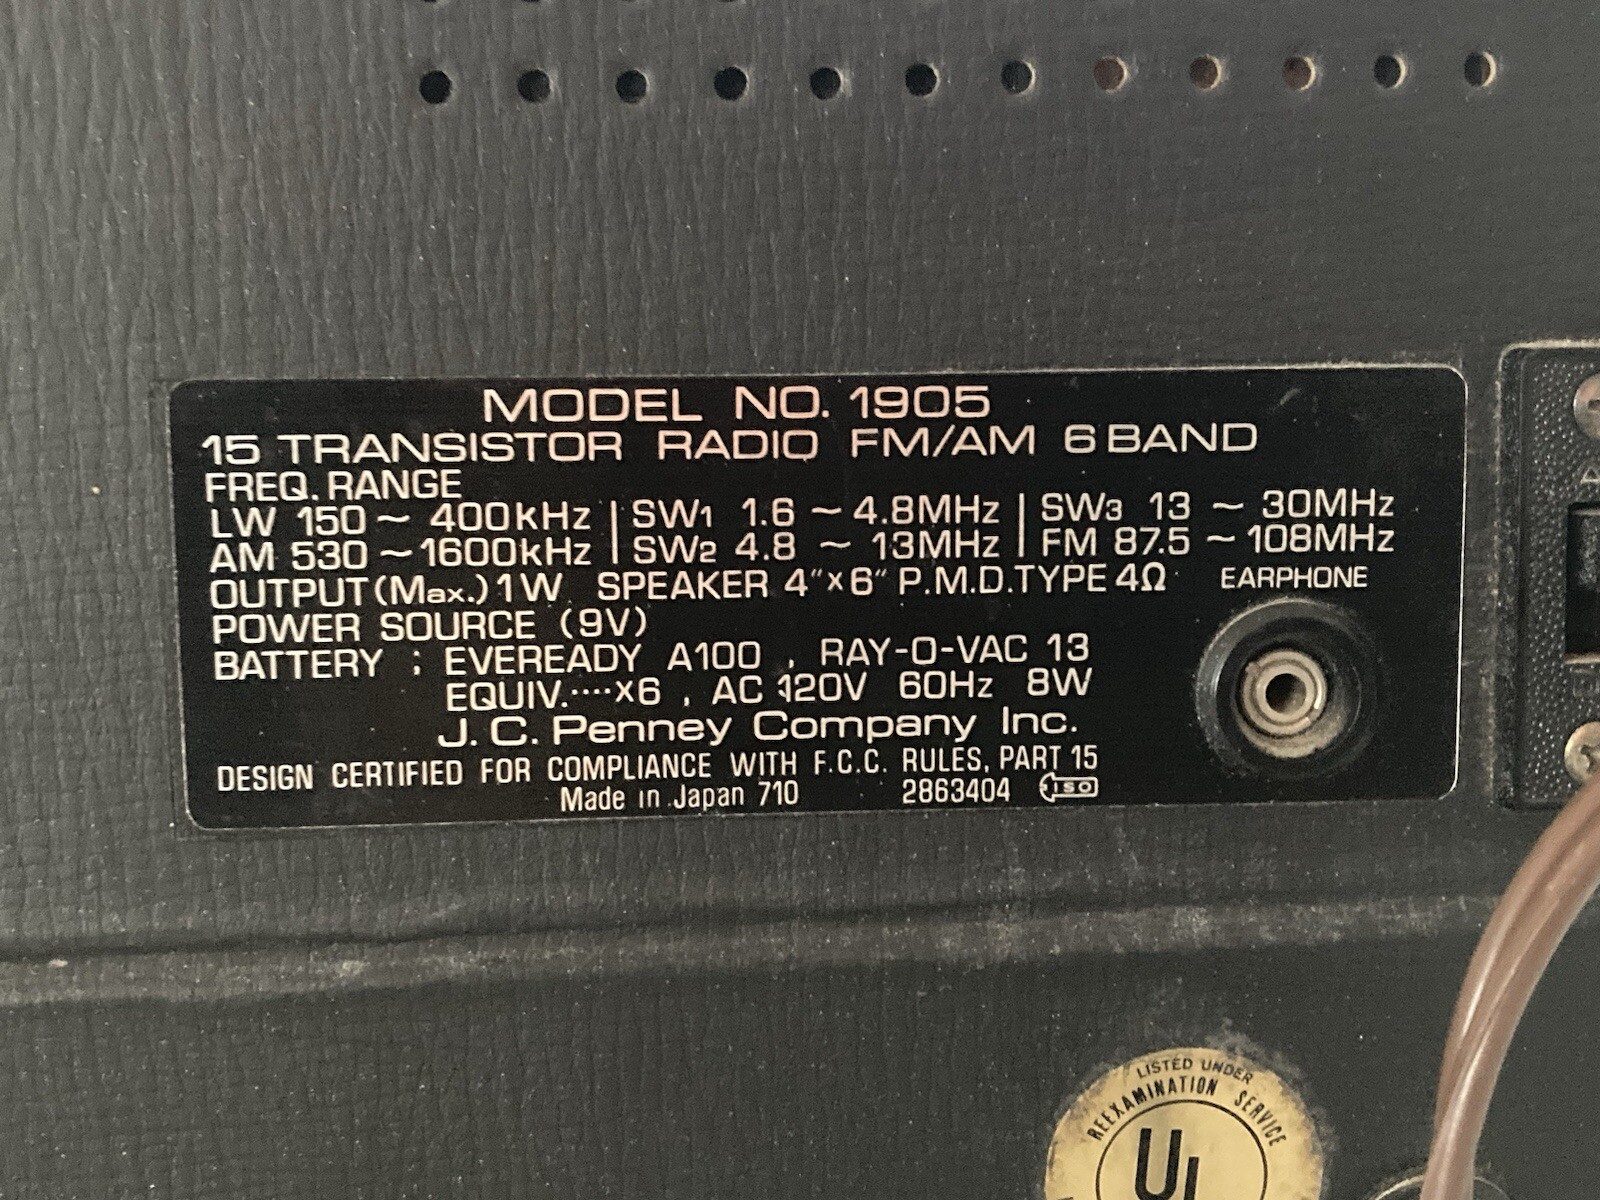 MODEL NO. 1905
15 TRANSISTOR RADIO FM/AM 6 BAND
FREQ. RANGE
LW 150 ~ 400kHz | SW1 1.6 ~ 4.8MHz | SW3 13 ~ 30MHz
AM 530 ~ 1600kHz | SW2 4.8 ~ 13MHz | FM 87.5 ~ 108MHz
OUTPUT (Max.) 1W SPEAKER 4"×6" P.M.D. TYPE 4Ω EARPHONE
POWER SOURCE (9V)
BATTERY ; EVEREADY A100 , RAY-O-VAC 13
EQUIV.····×6 , AC 120V 60Hz 8W
J. C. Penney Company Inc.
DESIGN CERTIFIED FOR COMPLIANCE WITH F.C.C. RULES, PART 15
Made in Japan 710 2863404 ISO
LISTED UNDER
REEXAMINATION SERVICE
UL